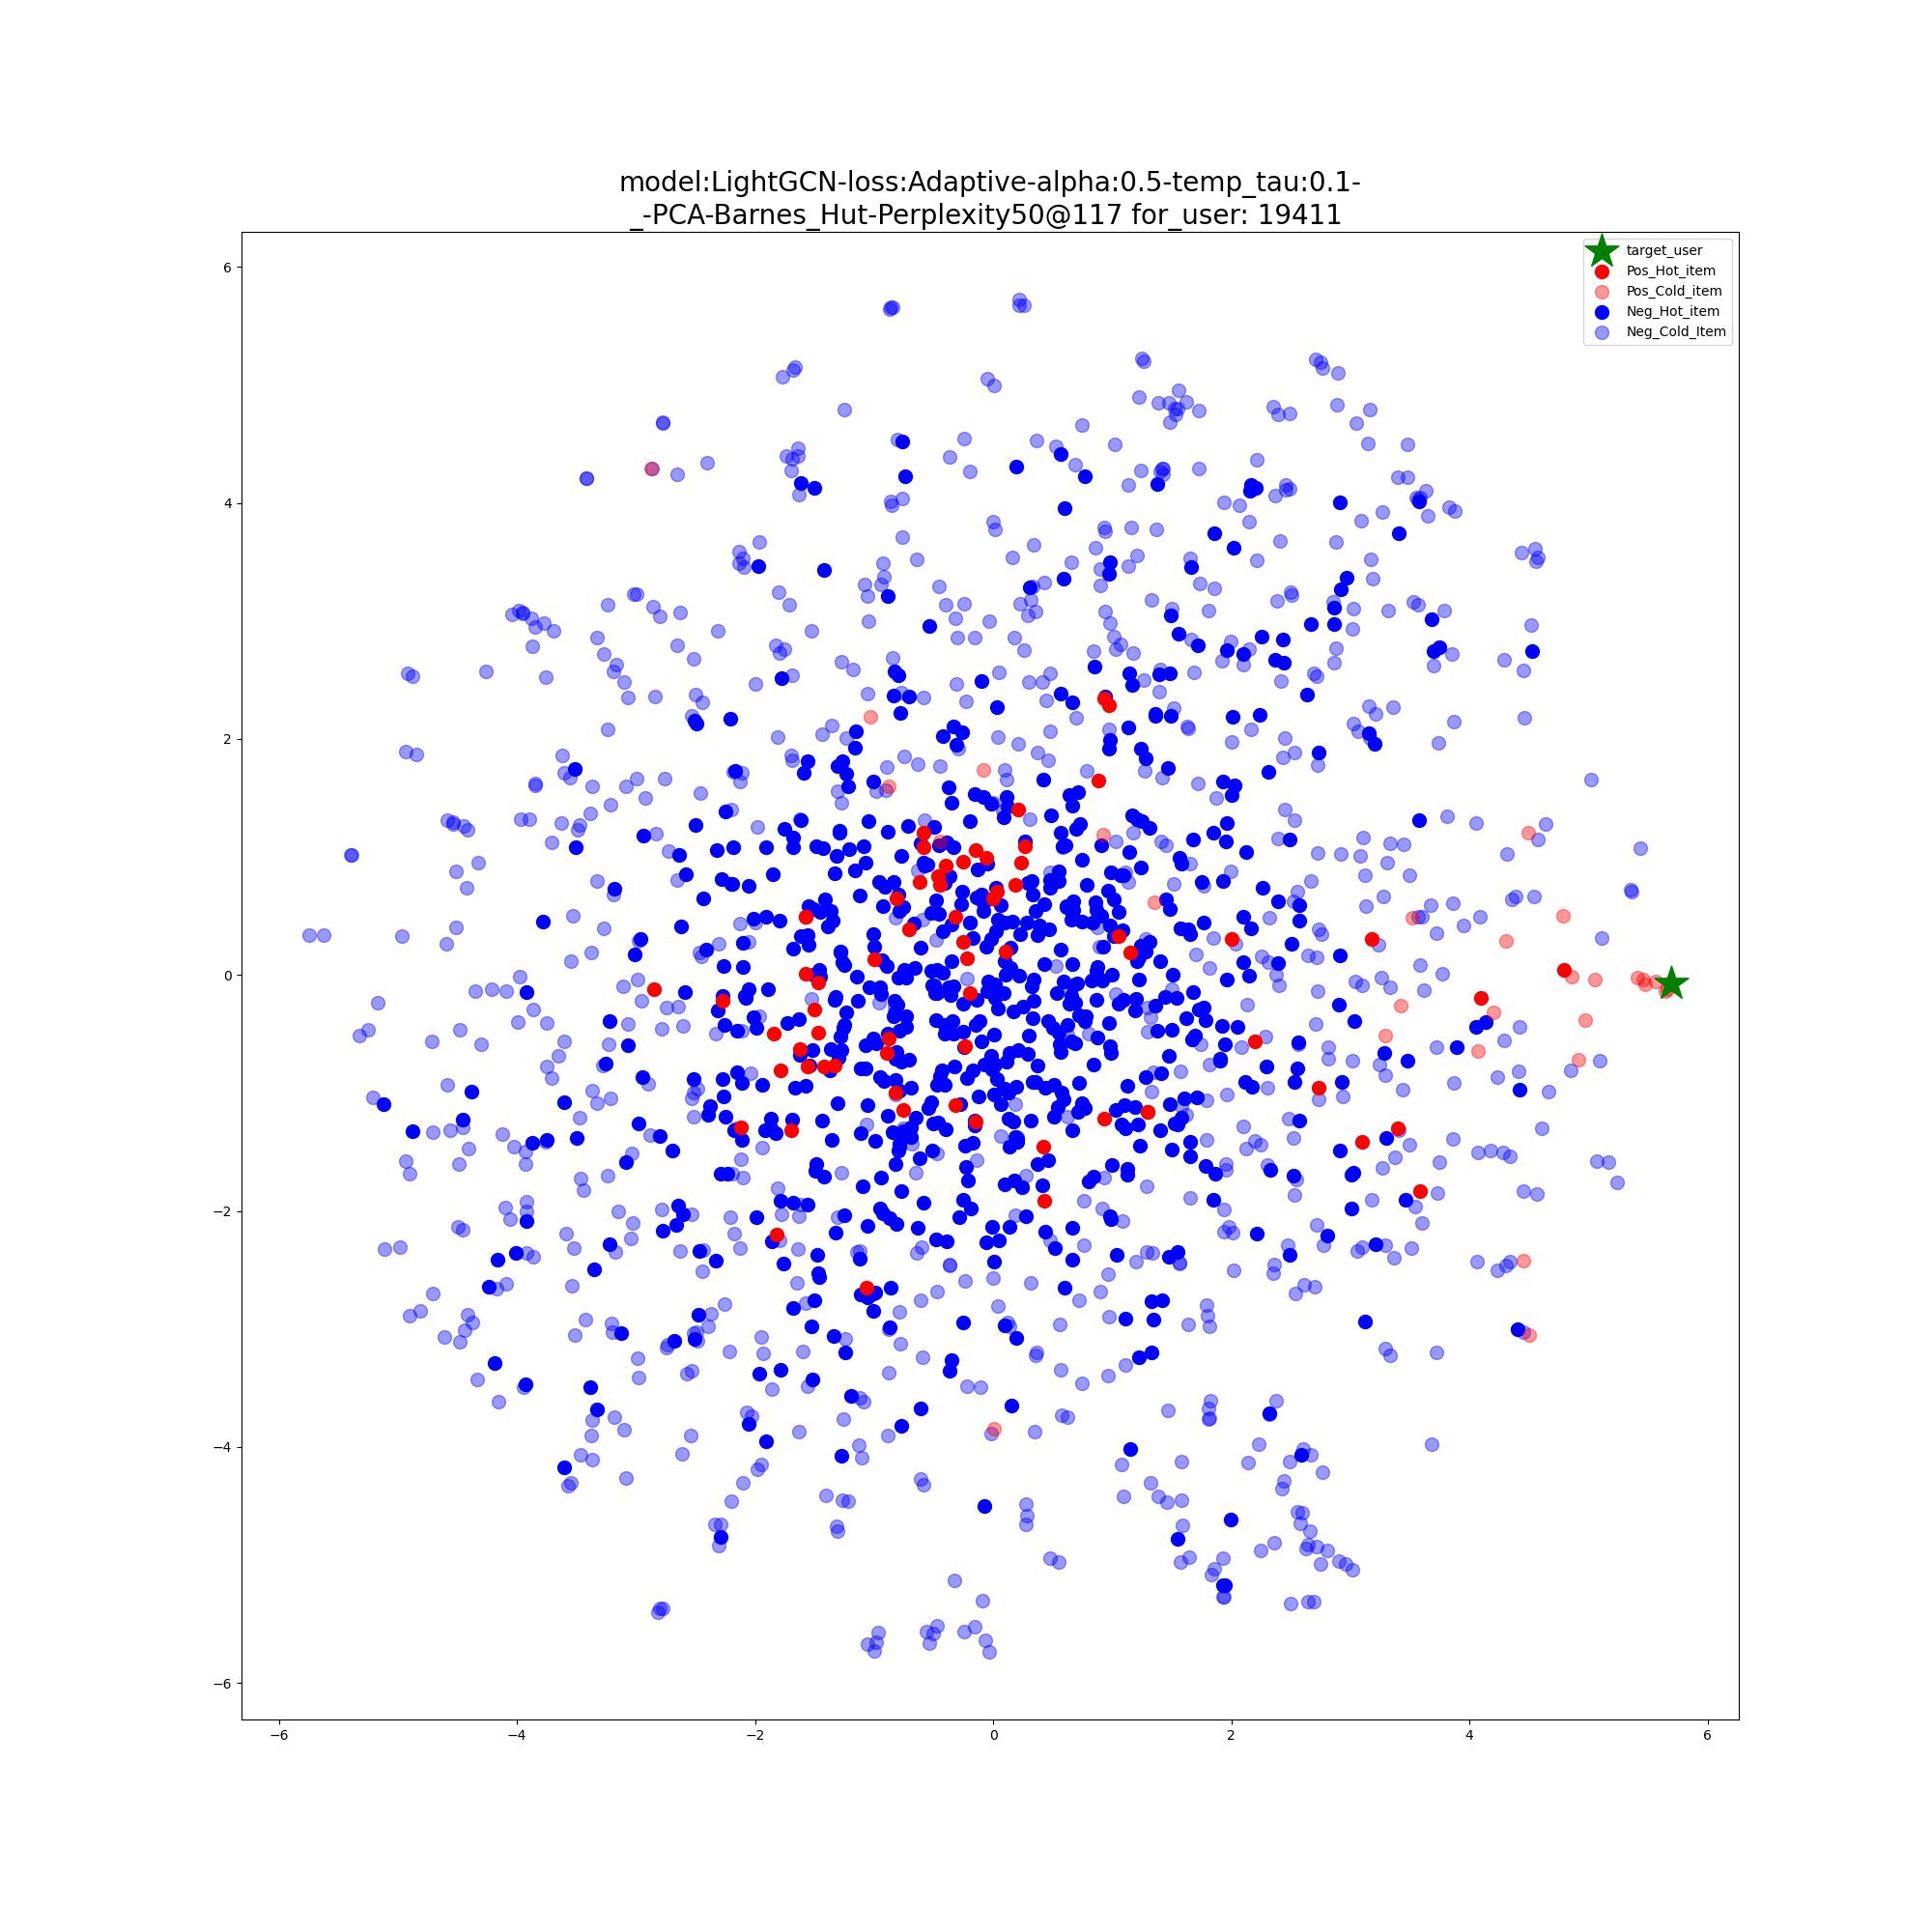 model:LightGCN-loss:Adaptive-alpha:0.5-temp_tau:0.1-
_-PCA-Barnes_Hut-Perplexity50@117 for_user: 19411
target_user
Pos_Hot_item
Pos_Cold_item
Neg_Hot_item
Neg_Cold_Item
6
4
2
0
−2
−4
−6
−6
−4
−2
0
2
4
6